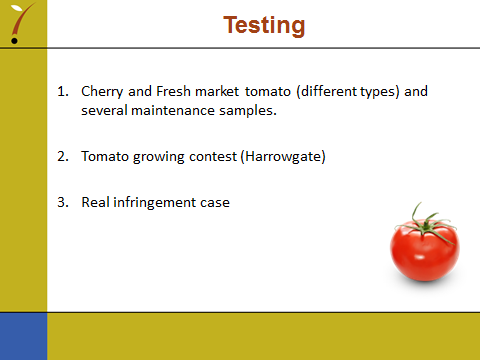 Testing
1. Cherry and Fresh market tomato (different types) and
several maintenance samples.
2. Tomato growing contest (Harrowgate)
3. Real infringement case